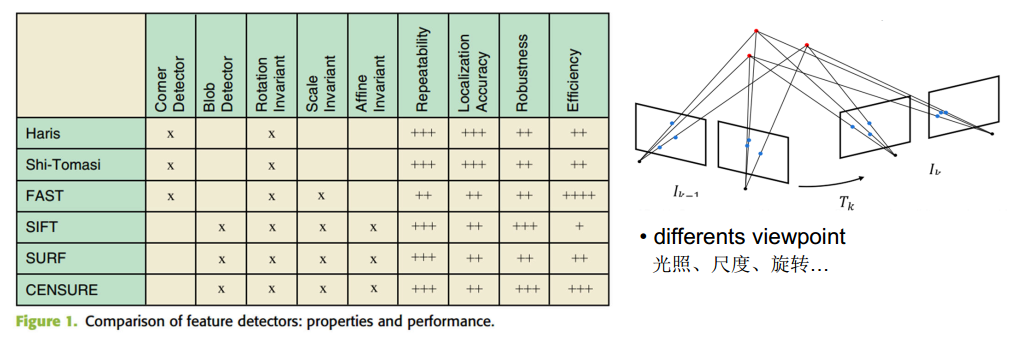 Corner Detector Blob Detector Rotation Invariant Scale Invariant Affine Invariant Repeatability Localization Accuracy Robustness Efficiency
Haris x x +++ +++ ++ ++
Shi-Tomasi x x +++ +++ ++ ++
FAST x x x ++ ++ ++ ++++
SIFT x x x x +++ ++ +++ +
SURF x x x x +++ ++ ++ ++
CENSURE x x x x +++ ++ +++ +++
Figure 1. Comparison of feature detectors: properties and performance.
I_{k-1}
T_k
I_k
• differents viewpoint
光照、尺度、旋转...